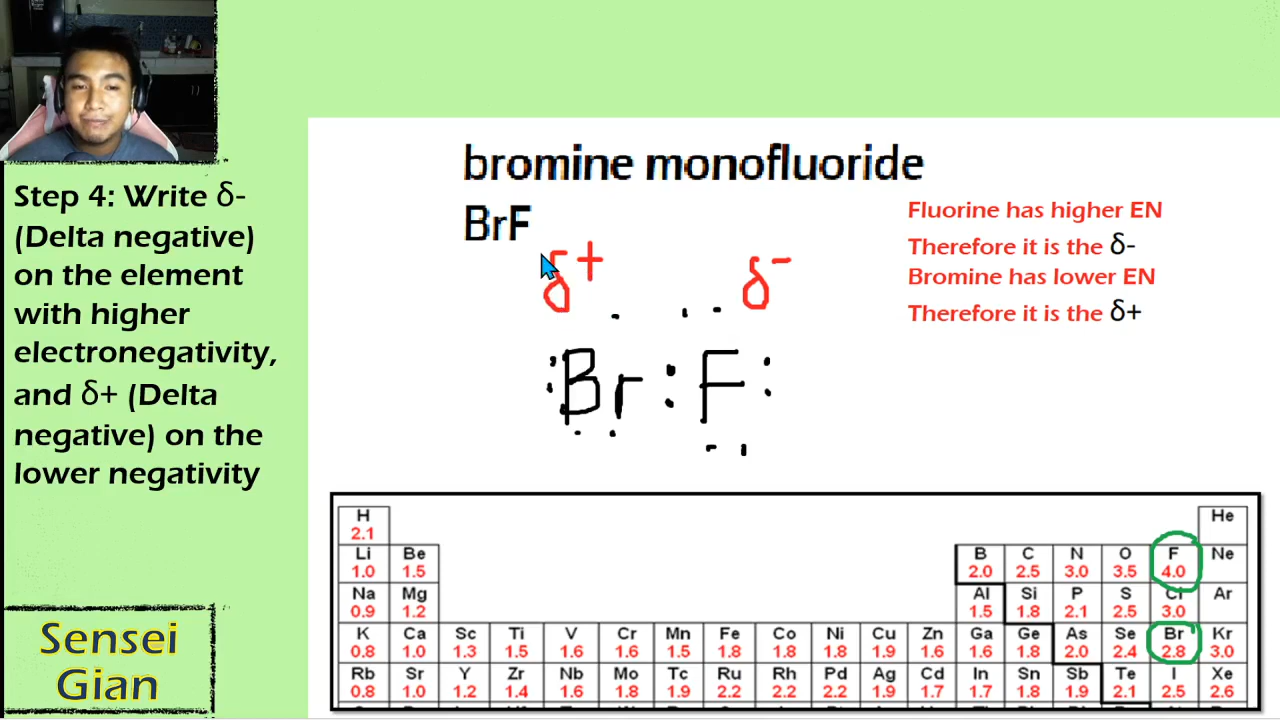 Step 4: Write δ-
(Delta negative)
on the element
with higher
electronegativity,
and δ+ (Delta
negative) on the
lower negativity
Sensei
Gian
bromine monofluoride
BrF
δ+ δ-
Br : F :
Fluorine has higher EN
Therefore it is the δ-
Bromine has lower EN
Therefore it is the δ+
H He
2.1
Li Be B C N O F Ne
1.0 1.5 2.0 2.5 3.0 3.5 4.0
Na Mg Al Si P S Cl Ar
0.9 1.2 1.5 1.8 2.1 2.5 3.0
K Ca Sc Ti V Cr Mn Fe Co Ni Cu Zn Ga Ge As Se Br Kr
0.8 1.0 1.3 1.5 1.6 1.6 1.5 1.8 1.8 1.8 1.9 1.6 1.6 1.8 2.0 2.4 2.8 3.0
Rb Sr Y Zr Nb Mo Tc Ru Rh Pd Ag Cd In Sn Sb Te I Xe
0.8 1.0 1.2 1.4 1.6 1.8 1.9 2.2 2.2 2.2 1.9 1.7 1.7 1.8 1.9 2.1 2.5 2.6